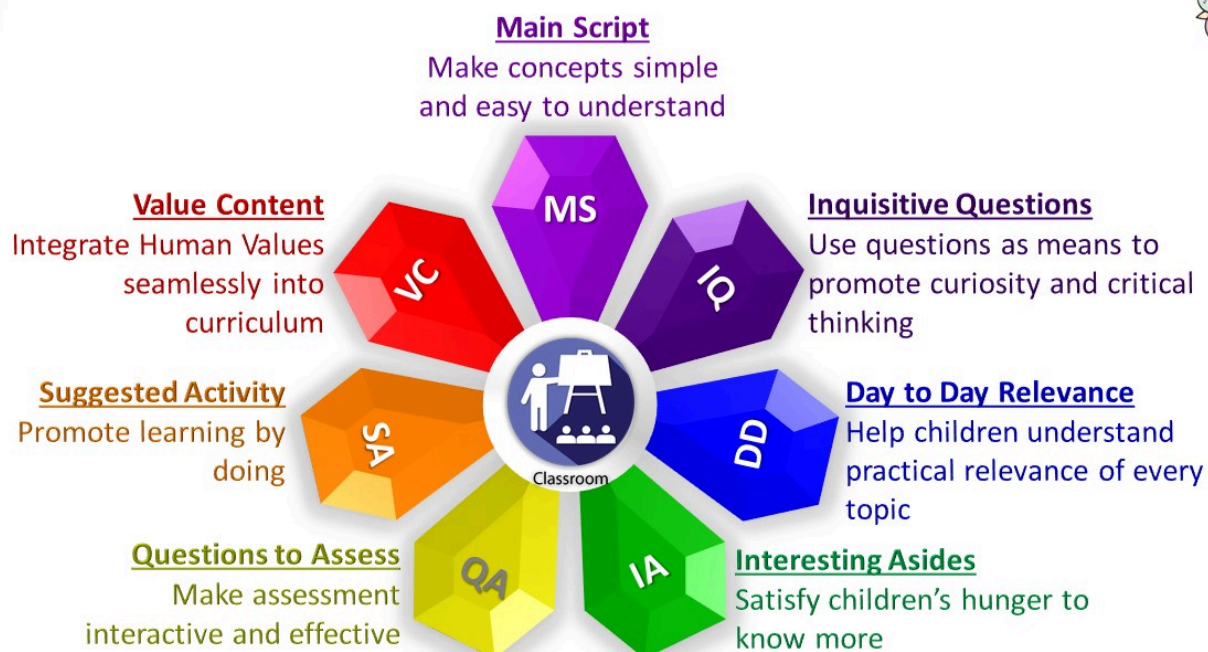 Main Script
Make concepts simple
and easy to understand
MS
Value Content
Integrate Human Values
seamlessly into
curriculum
VC
Inquisitive Questions
Use questions as means to
promote curiosity and critical
thinking
IQ
Suggested Activity
Promote learning by
doing
SA
Day to Day Relevance
Help children understand
practical relevance of every
topic
DD
Classroom
Questions to Assess
Make assessment
interactive and effective
QA
Interesting Asides
Satisfy children’s hunger to
know more
IA